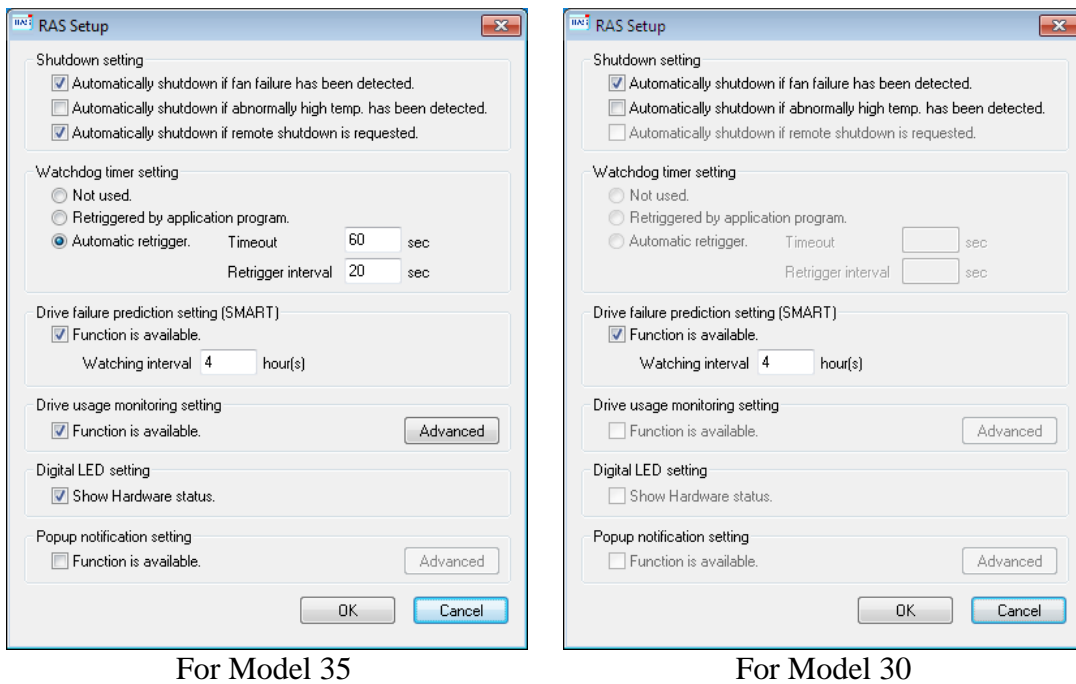 RAS Setup
Shutdown setting
Automatically shutdown if fan failure has been detected.
Automatically shutdown if abnormally high temp. has been detected.
Automatically shutdown if remote shutdown is requested.
Watchdog timer setting
Not used.
Retriggered by application program.
Automatic retrigger. Timeout 60 sec
Retrigger interval 20 sec
Drive failure prediction setting (SMART)
Function is available.
Watching interval 4 hour(s)
Drive usage monitoring setting
Function is available. Advanced
Digital LED setting
Show Hardware status.
Popup notification setting
Function is available. Advanced
OK Cancel
For Model 35
RAS Setup
Shutdown setting
Automatically shutdown if fan failure has been detected.
Automatically shutdown if abnormally high temp. has been detected.
Automatically shutdown if remote shutdown is requested.
Watchdog timer setting
Not used.
Retriggered by application program.
Automatic retrigger. Timeout sec
Retrigger interval sec
Drive failure prediction setting (SMART)
Function is available.
Watching interval 4 hour(s)
Drive usage monitoring setting
Function is available. Advanced
Digital LED setting
Show Hardware status.
Popup notification setting
Function is available. Advanced
OK Cancel
For Model 30